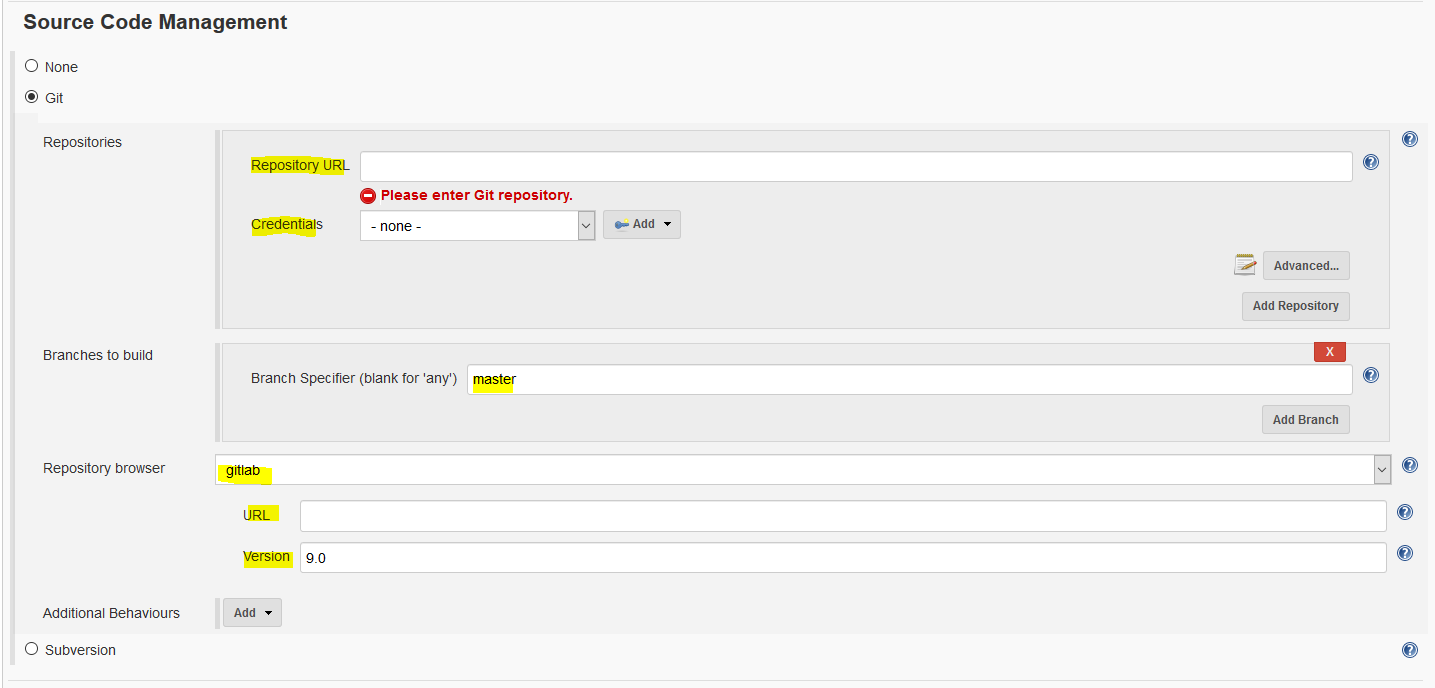 Source Code Management
None
Git
Repositories
Repository URL
Please enter Git repository.
Credentials - none - Add
Advanced...
Add Repository
Branches to build
X
Branch Specifier (blank for 'any') master
Add Branch
Repository browser gitlab
URL
Version 9.0
Additional Behaviours Add
Subversion